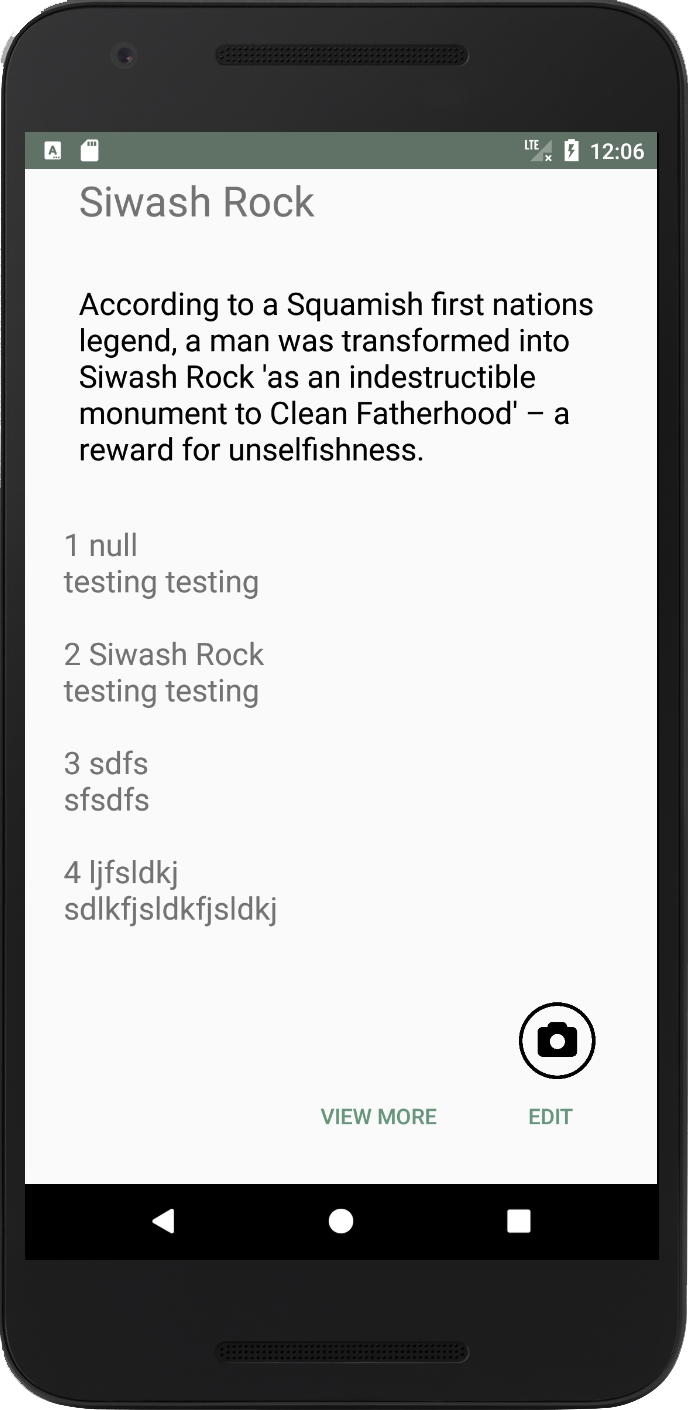 A
LTE 12:06
Siwash Rock
According to a Squamish first nations
legend, a man was transformed into
Siwash Rock 'as an indestructible
monument to Clean Fatherhood' – a
reward for unselfishness.
1 null
testing testing
2 Siwash Rock
testing testing
3 sdfs
sfsdfs
4 ljfsldkj
sdlkfjsldkfjsldkj
VIEW MORE EDIT